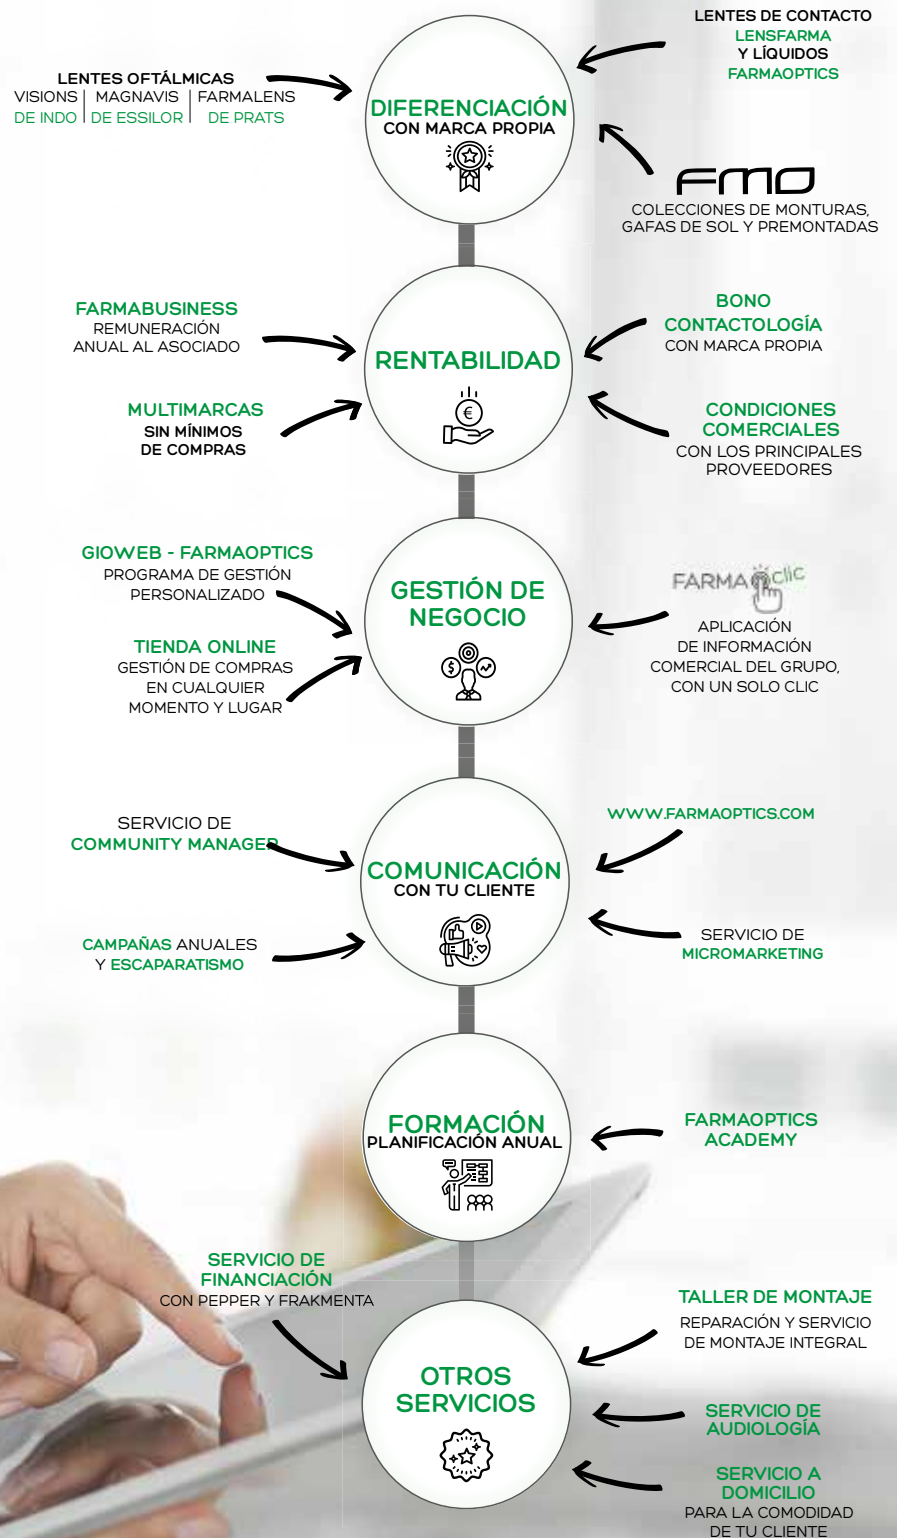 LENTES OFTÁLMICAS
VISIONS | MAGNAVIS | FARMALENS
DE INDO | DE ESSILOR | DE PRATS
LENTES DE CONTACTO
LENSFARMA
Y LÍQUIDOS
FARMAOPTICS
DIFERENCIACIÓN
CON MARCA PROPIA
FMO
COLECCIONES DE MONTURAS,
GAFAS DE SOL Y PREMONTADAS
FARMABUSINESS
REMUNERACIÓN
ANUAL AL ASOCIADO
MULTIMARCAS
SIN MÍNIMOS
DE COMPRAS
RENTABILIDAD
€
BONO
CONTACTOLOGÍA
CON MARCA PROPIA
CONDICIONES
COMERCIALES
CON LOS PRINCIPALES
PROVEEDORES
GIOWEB - FARMAOPTICS
PROGRAMA DE GESTIÓN
PERSONALIZADO
TIENDA ONLINE
GESTIÓN DE COMPRAS
EN CUALQUIER
MOMENTO Y LUGAR
GESTIÓN DE
NEGOCIO
$
FARMA clic
APLICACIÓN
DE INFORMACIÓN
COMERCIAL DEL GRUPO,
CON UN SOLO CLIC
SERVICIO DE
COMMUNITY MANAGER
CAMPAÑAS ANUALES
Y ESCAPARATISMO
COMUNICACIÓN
CON TU CLIENTE
WWW.FARMAOPTICS.COM
SERVICIO DE
MICROMARKETING
FORMACIÓN
PLANIFICACIÓN ANUAL
FARMAOPTICS
ACADEMY
SERVICIO DE
FINANCIACIÓN
CON PEPPER Y FRAKMENTA
OTROS
SERVICIOS
TALLER DE MONTAJE
REPARACIÓN Y SERVICIO
DE MONTAJE INTEGRAL
SERVICIO DE
AUDIOLOGÍA
SERVICIO A
DOMICILIO
PARA LA COMODIDAD
DE TU CLIENTE